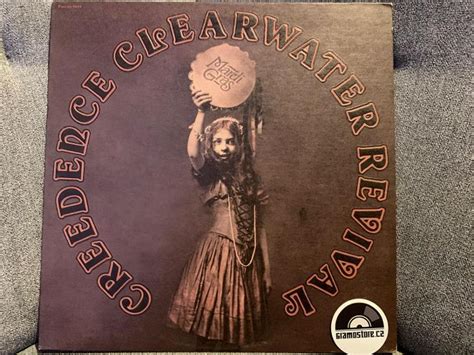 CREEDENCE CLEARWATER REVIVAL
Mardi
Gras
Gramostore.cz